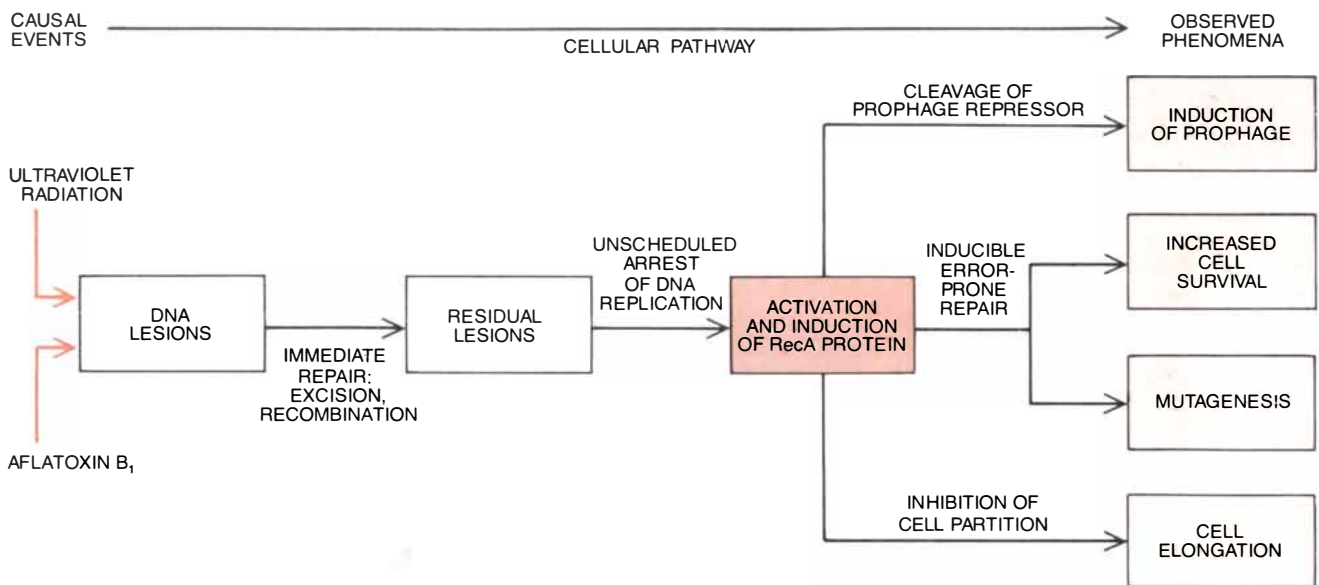 CAUSAL
EVENTS
CELLULAR PATHWAY
OBSERVED
PHENOMENA
CLEAVAGE OF
PROPHAGE REPRESSOR
INDUCTION
OF PROPHAGE
ULTRAVIOLET
RADIATION
DNA
LESIONS
IMMEDIATE
REPAIR:
EXCISION,
RECOMBINATION
RESIDUAL
LESIONS
UNSCHEDULED
ARREST
OF DNA
REPLICATION
ACTIVATION
AND INDUCTION
OF RecA PROTEIN
INDUCIBLE
ERROR-
PRONE
REPAIR
INCREASED
CELL
SURVIVAL
MUTAGENESIS
AFLATOXIN B₁
INHIBITION OF
CELL PARTITION
CELL
ELONGATION